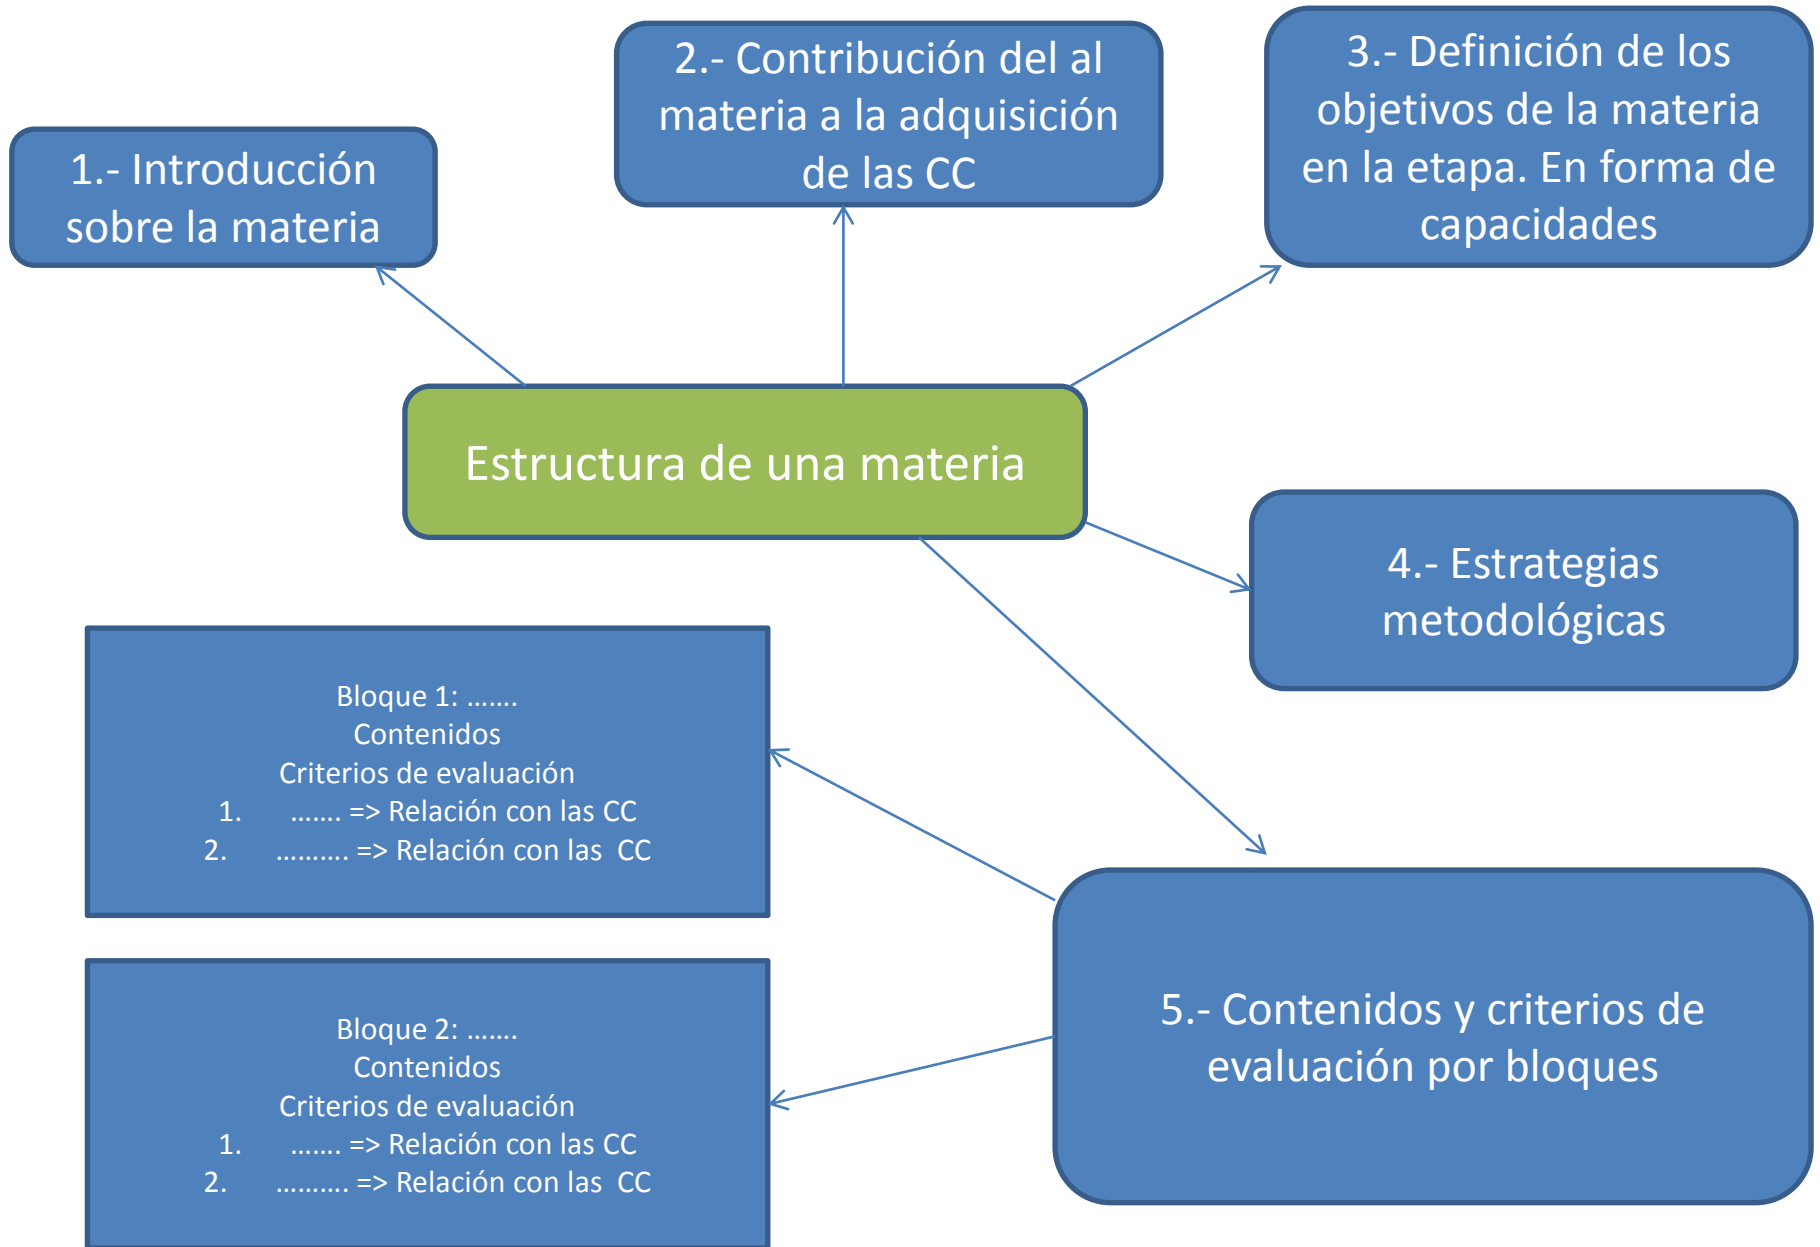 1.- Introducción
sobre la materia
2.- Contribución del al
materia a la adquisición
de las CC
3.- Definición de los
objetivos de la materia
en la etapa. En forma de
capacidades
Estructura de una materia
4.- Estrategias
metodológicas
Bloque 1: .......
Contenidos
Criterios de evaluación
1. ....... => Relación con las CC
2. .......... => Relación con las  CC
5.- Contenidos y criterios de
evaluación por bloques
Bloque 2: .......
Contenidos
Criterios de evaluación
1. ....... => Relación con las CC
2. .......... => Relación con las  CC